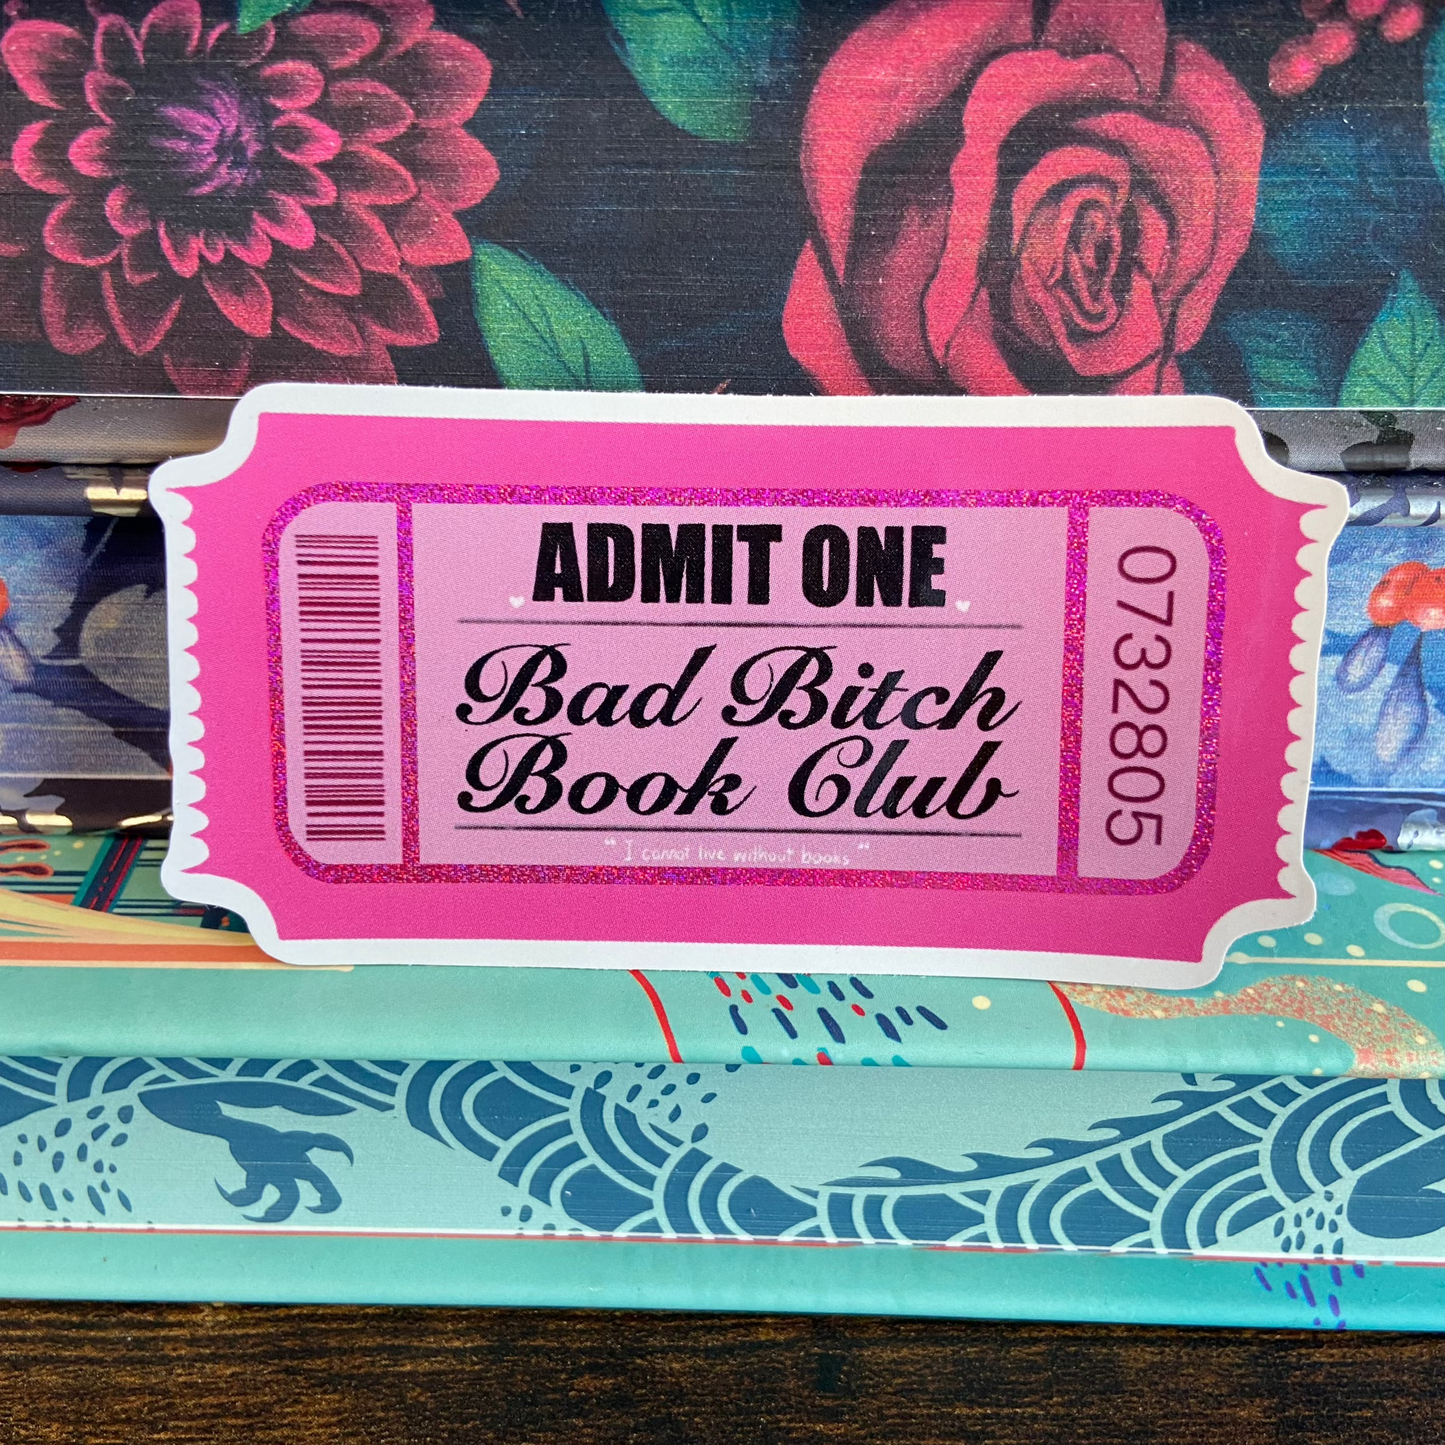 ADMIT ONE
Bad Bitch
Book Club
"I cannot live without books"
0732805